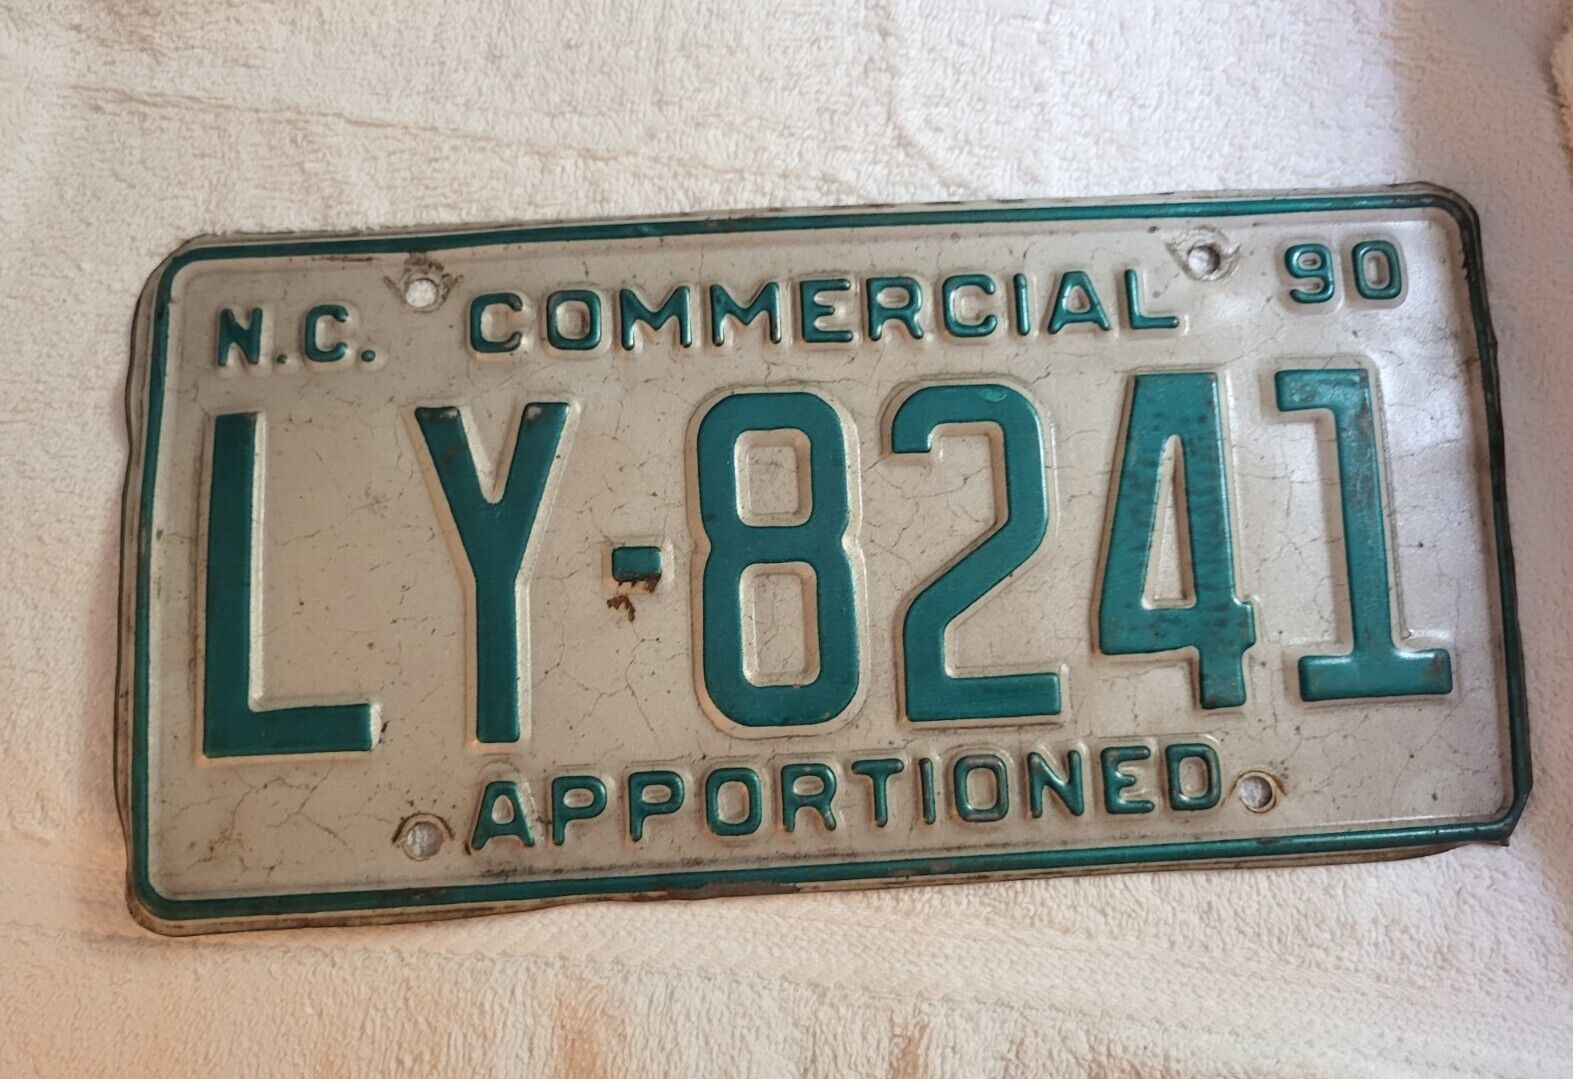 N.C. COMMERCIAL 90
LY-8241
APPORTIONED